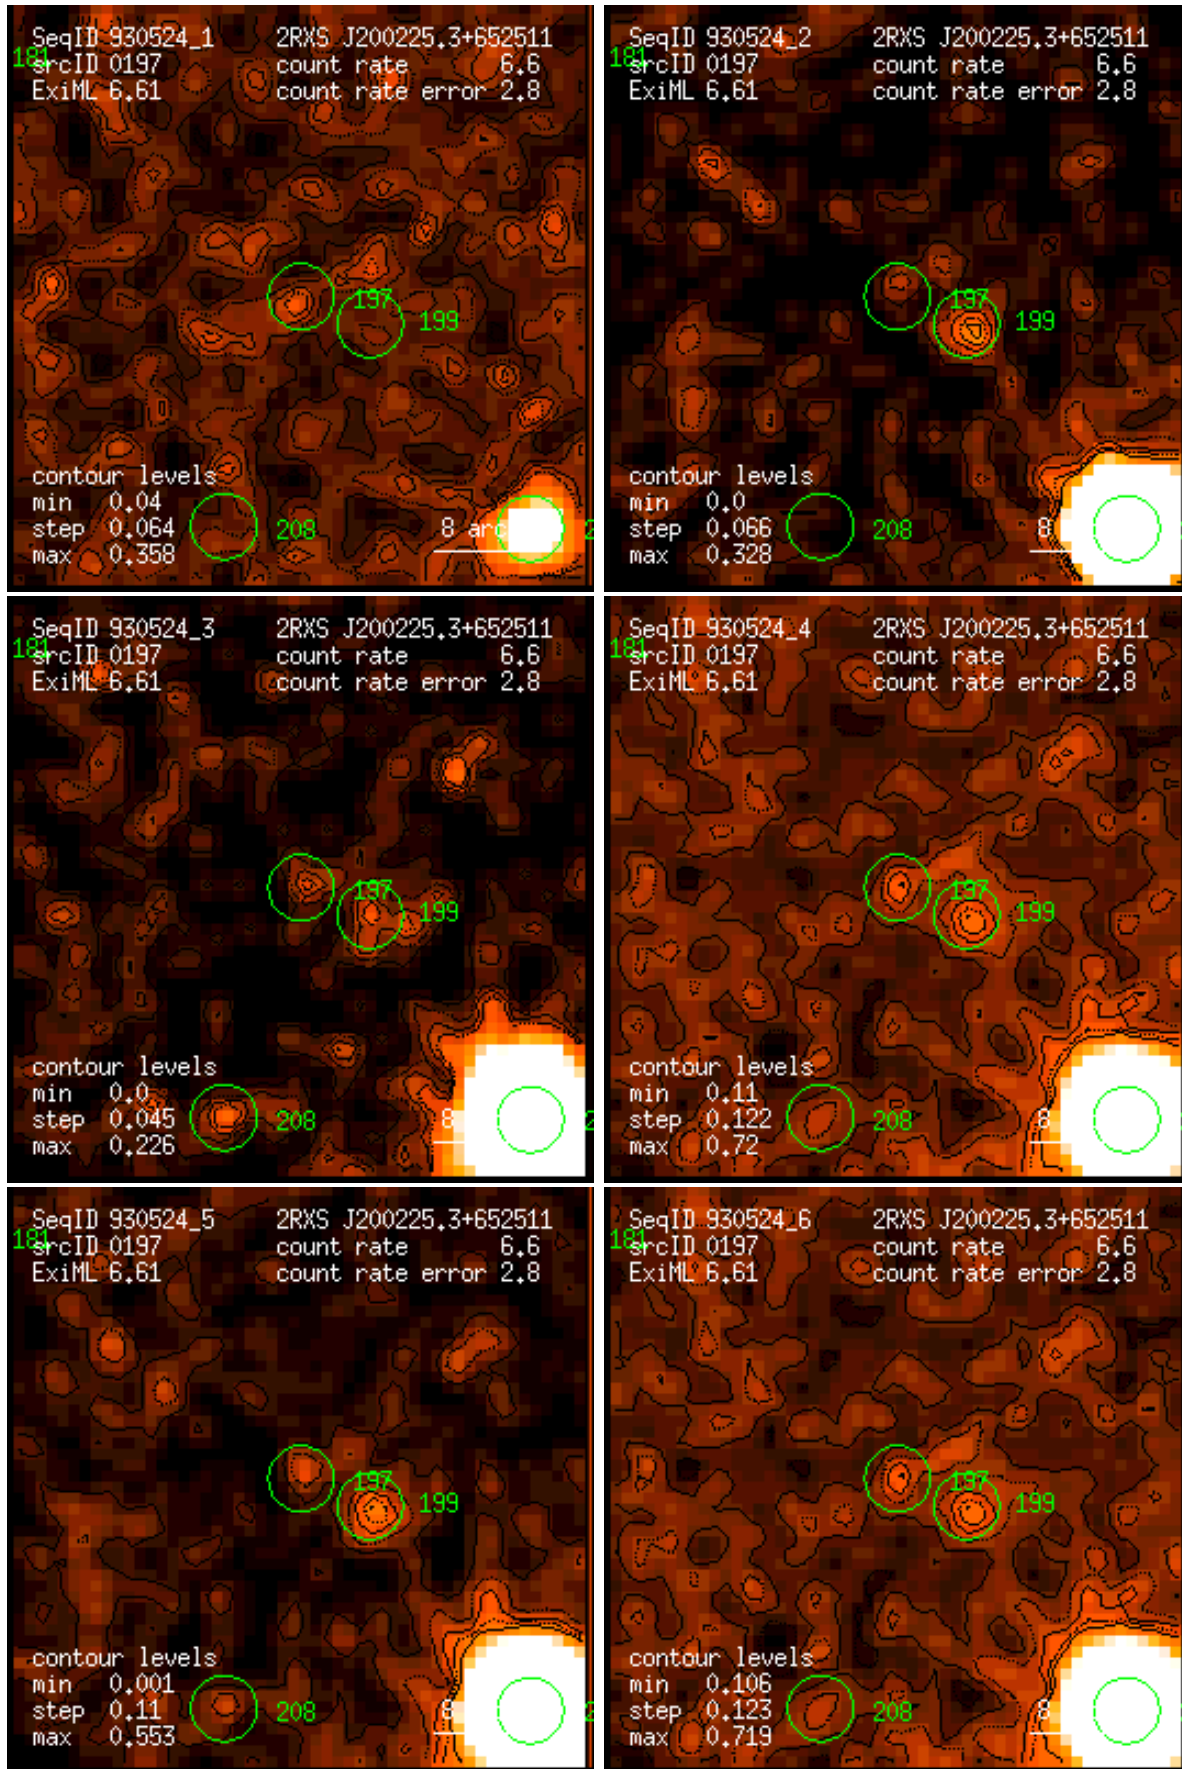 SeqID 930524_1 2RXS J200225.3+652511
181
srcID 0197 count rate 6.6
ExiML 6.61 count rate error 2.8
197
199
contour levels
min 0.04
step 0.064 208 8 arc 2
max 0.358
SeqID 930524_2 2RXS J200225.3+652511
181
srcID 0197 count rate 6.6
ExiML 6.61 count rate error 2.8
197
199
contour levels
min 0.0
step 0.066 208 8
max 0.328
SeqID 930524_3 2RXS J200225.3+652511
181
srcID 0197 count rate 6.6
ExiML 6.61 count rate error 2.8
197
199
contour levels
min 0.0
step 0.045 208 8 2
max 0.226
SeqID 930524_4 2RXS J200225.3+652511
181
srcID 0197 count rate 6.6
ExiML 6.61 count rate error 2.8
197
199
contour levels
min 0.11
step 0.122 208 8
max 0.72
SeqID 930524_5 2RXS J200225.3+652511
181
srcID 0197 count rate 6.6
ExiML 6.61 count rate error 2.8
197
199
contour levels
min 0.001
step 0.11 208 8 2
max 0.553
SeqID 930524_6 2RXS J200225.3+652511
181
srcID 0197 count rate 6.6
ExiML 6.61 count rate error 2.8
197
199
contour levels
min 0.106
step 0.123 208 8
max 0.719